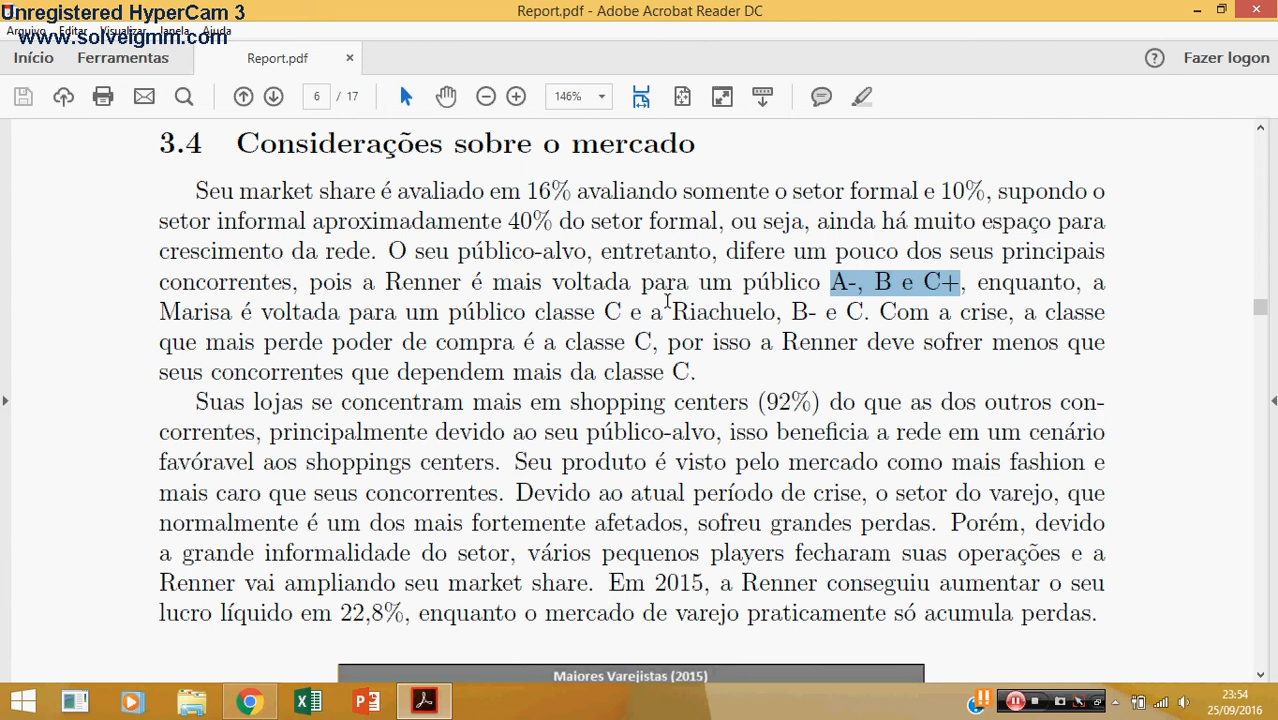 Unregistered HyperCam 3
www.solveigmm.com
Report.pdf - Adobe Acrobat Reader DC
Arquivo Editar Visualizar Janela Ajuda
Início Ferramentas Report.pdf × ? Fazer logon
6 / 17 146%
3.4 Considerações sobre o mercado
Seu market share é avaliado em 16% avaliando somente o setor formal e 10%, supondo o
setor informal aproximadamente 40% do setor formal, ou seja, ainda há muito espaço para
crescimento da rede. O seu público-alvo, entretanto, difere um pouco dos seus principais
concorrentes, pois a Renner é mais voltada para um público A-, B e C+, enquanto, a
Marisa é voltada para um público classe C e a Riachuelo, B- e C. Com a crise, a classe
que mais perde poder de compra é a classe C, por isso a Renner deve sofrer menos que
seus concorrentes que dependem mais da classe C.
Suas lojas se concentram mais em shopping centers (92%) do que as dos outros con-
correntes, principalmente devido ao seu público-alvo, isso beneficia a rede em um cenário
favóravel aos shoppings centers. Seu produto é visto pelo mercado como mais fashion e
mais caro que seus concorrentes. Devido ao atual período de crise, o setor do varejo, que
normalmente é um dos mais fortemente afetados, sofreu grandes perdas. Porém, devido
a grande informalidade do setor, vários pequenos players fecharam suas operações e a
Renner vai ampliando seu market share. Em 2015, a Renner conseguiu aumentar o seu
lucro líquido em 22,8%, enquanto o mercado de varejo praticamente só acumula perdas.
Maiores Varejistas (2015)
23:54
25/09/2016